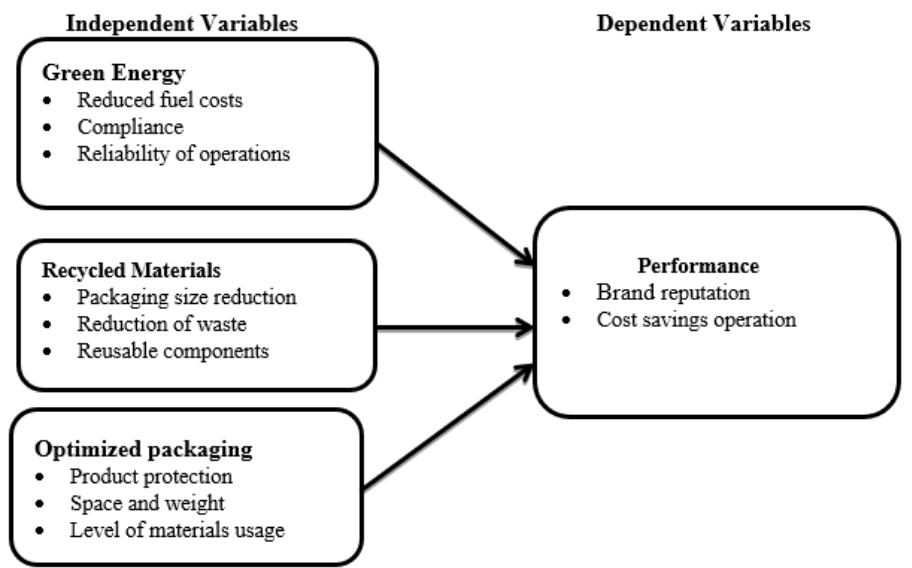 Independent Variables
Dependent Variables
Green Energy
• Reduced fuel costs
• Compliance
• Reliability of operations
Recycled Materials
• Packaging size reduction
• Reduction of waste
• Reusable components
Optimized packaging
• Product protection
• Space and weight
• Level of materials usage
Performance
• Brand reputation
• Cost savings operation